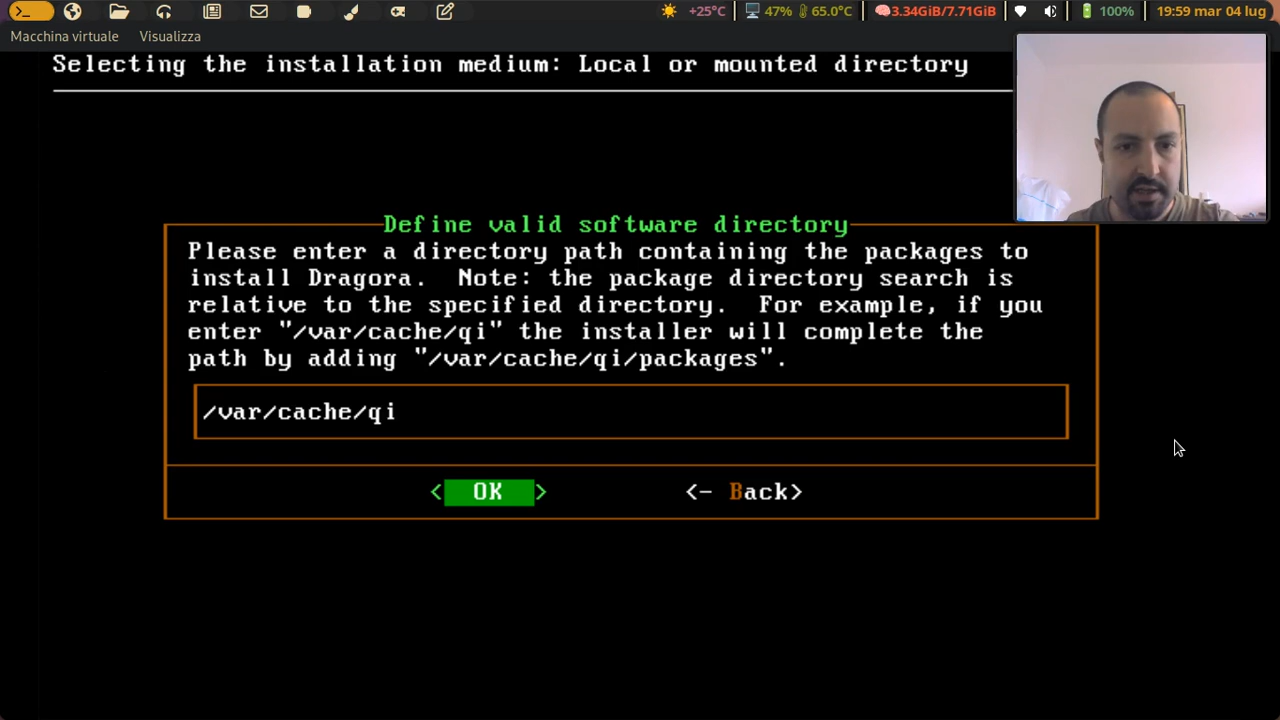 +25°C 47% 65.0°C 3.34GiB/7.71GiB 100% 19:59 mar 04 lug
Macchina virtuale Visualizza
Selecting the installation medium: Local or mounted directory
Define valid software directory
Please enter a directory path containing the packages to
install Dragora.  Note: the package directory search is
relative to the specified directory.  For example, if you
enter "/var/cache/qi" the installer will complete the
path by adding "/var/cache/qi/packages".
/var/cache/qi
< OK > <- Back>